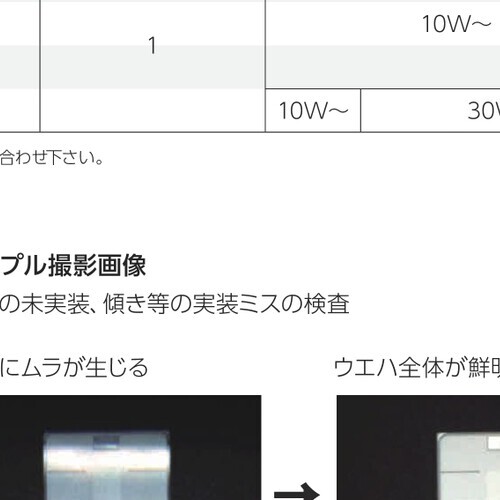 10W～
1
10W～ 30W
合わせ下さい。
プル撮影画像
の未実装、傾き等の実装ミスの検査
にムラが生じる ウエハ全体が鮮明